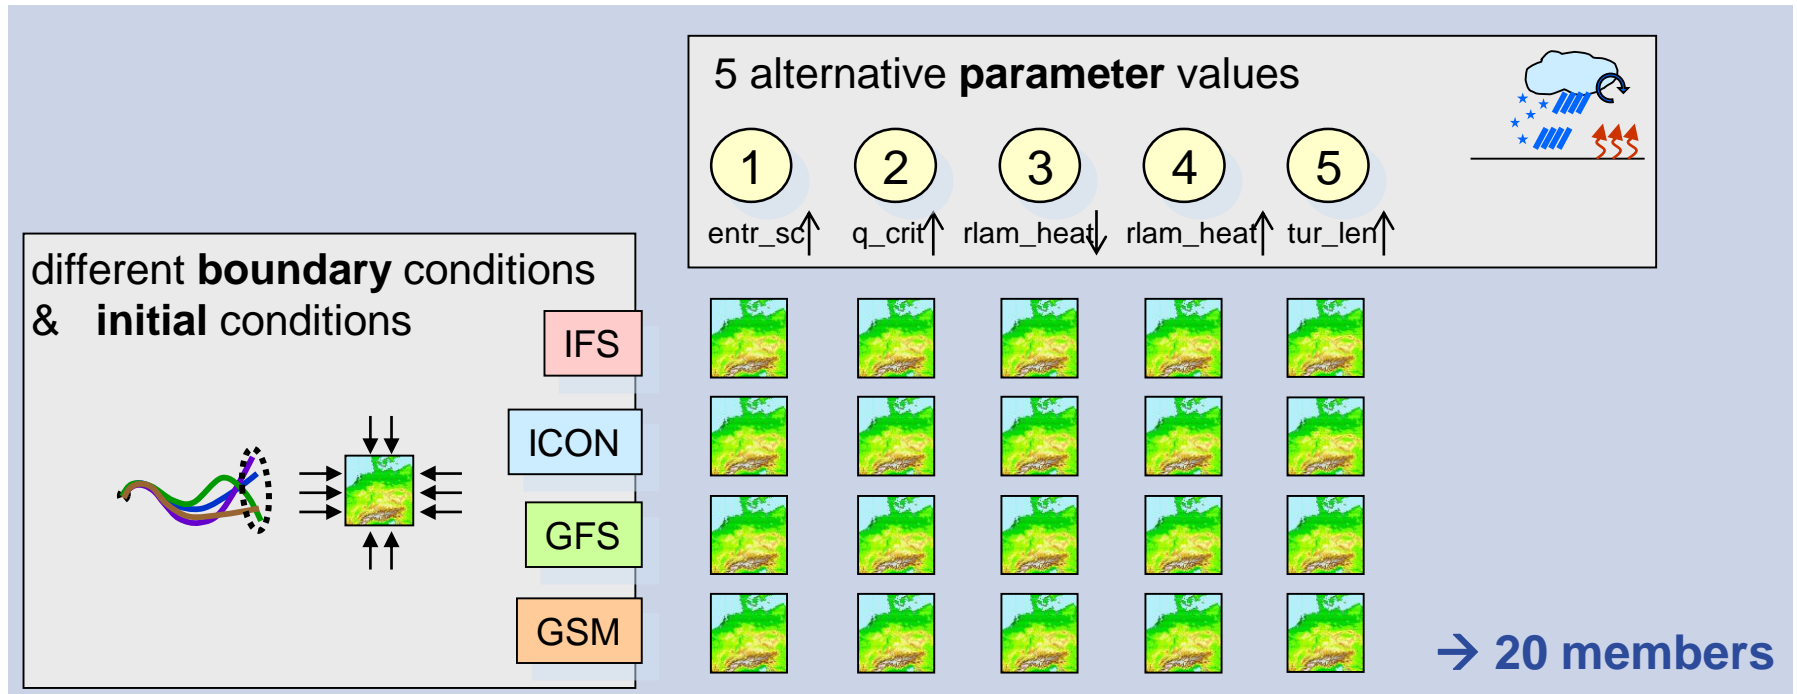 5 alternative parameter values
1 2 3 4 5
entr_sc q_crit rlam_heat rlam_heat tur_len
different boundary conditions
& initial conditions
IFS
ICON
GFS
GSM
→ 20 members